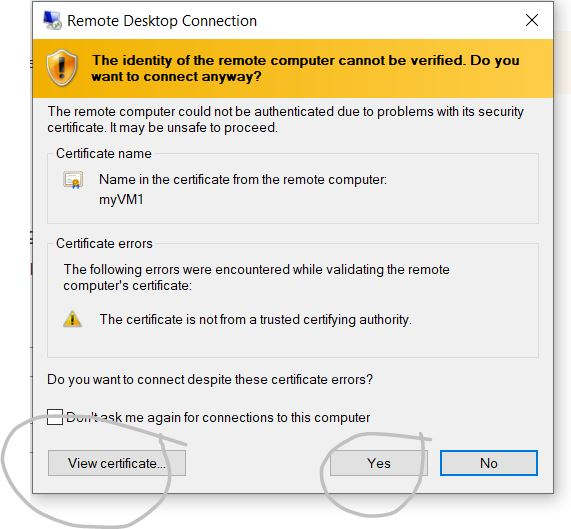 Remote Desktop Connection
The identity of the remote computer cannot be verified. Do you
want to connect anyway?
The remote computer could not be authenticated due to problems with its security
certificate. It may be unsafe to proceed.
Certificate name
Name in the certificate from the remote computer:
myVM1
Certificate errors
The following errors were encountered while validating the remote
computer's certificate:
The certificate is not from a trusted certifying authority.
Do you want to connect despite these certificate errors?
Don't ask me again for connections to this computer
View certificate... Yes No